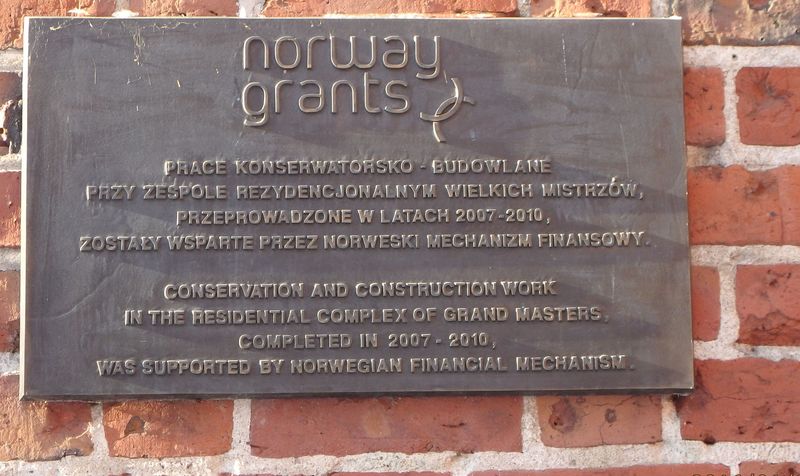 norway
grants
PRACE KONSERWATORSKO - BUDOWLANE
PRZY ZESPOLE REZYDENCJONALNYM WIELKICH MISTRZÓW,
PRZEPROWADZONE W LATACH 2007-2010,
ZOSTAŁY WSPARTE PRZEZ NORWESKI MECHANIZM FINANSOWY.
CONSERVATION AND CONSTRUCTION WORK
IN THE RESIDENTIAL COMPLEX OF GRAND MASTERS,
COMPLETED IN 2007 - 2010,
WAS SUPPORTED BY NORWEGIAN FINANCIAL MECHANISM.